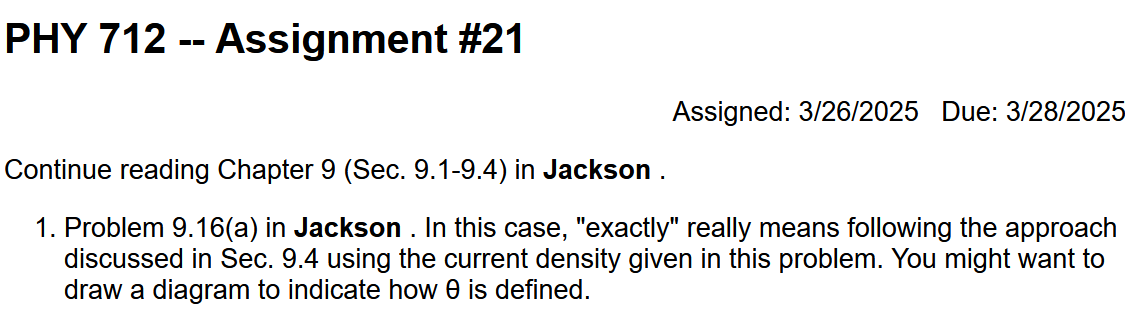 PHY 712 -- Assignment #21
Assigned: 3/26/2025   Due: 3/28/2025
Continue reading Chapter 9 (Sec. 9.1-9.4) in Jackson .
1. Problem 9.16(a) in Jackson . In this case, "exactly" really means following the approach
discussed in Sec. 9.4 using the current density given in this problem. You might want to
draw a diagram to indicate how θ is defined.